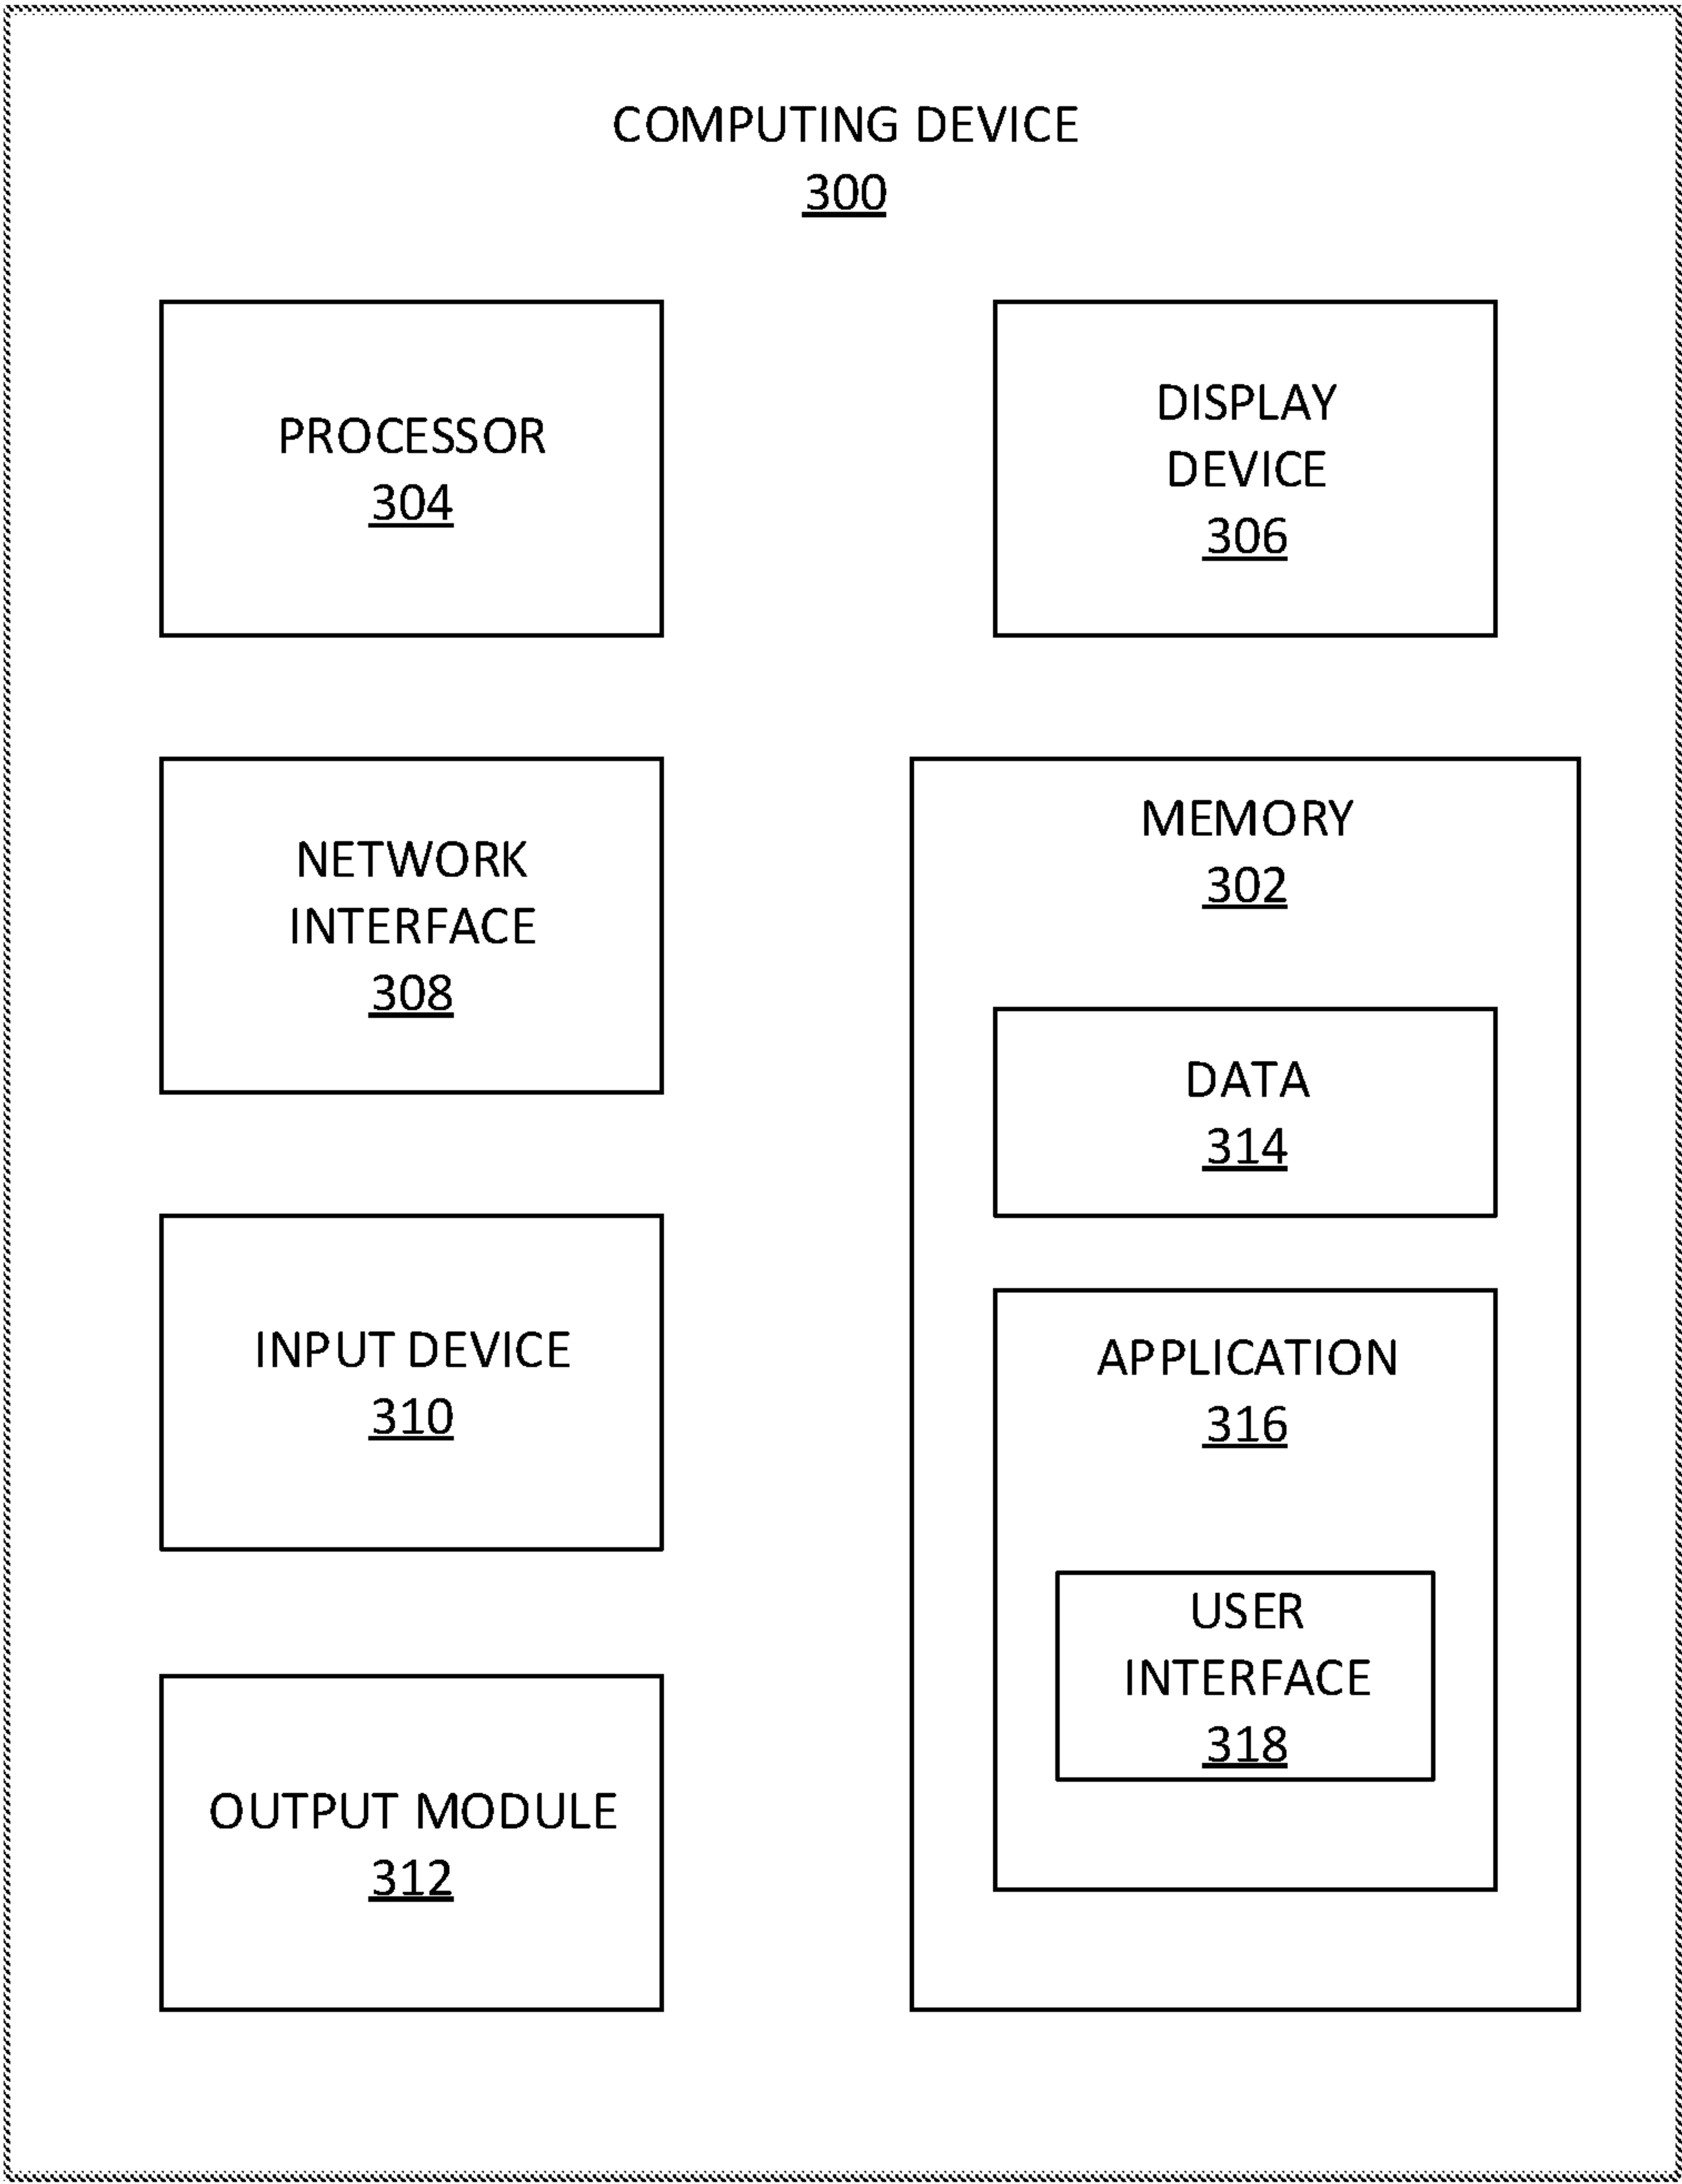 COMPUTING DEVICE
300
PROCESSOR
304
DISPLAY
DEVICE
306
NETWORK
INTERFACE
308
MEMORY
302
DATA
314
INPUT DEVICE
310
APPLICATION
316
USER
INTERFACE
318
OUTPUT MODULE
312